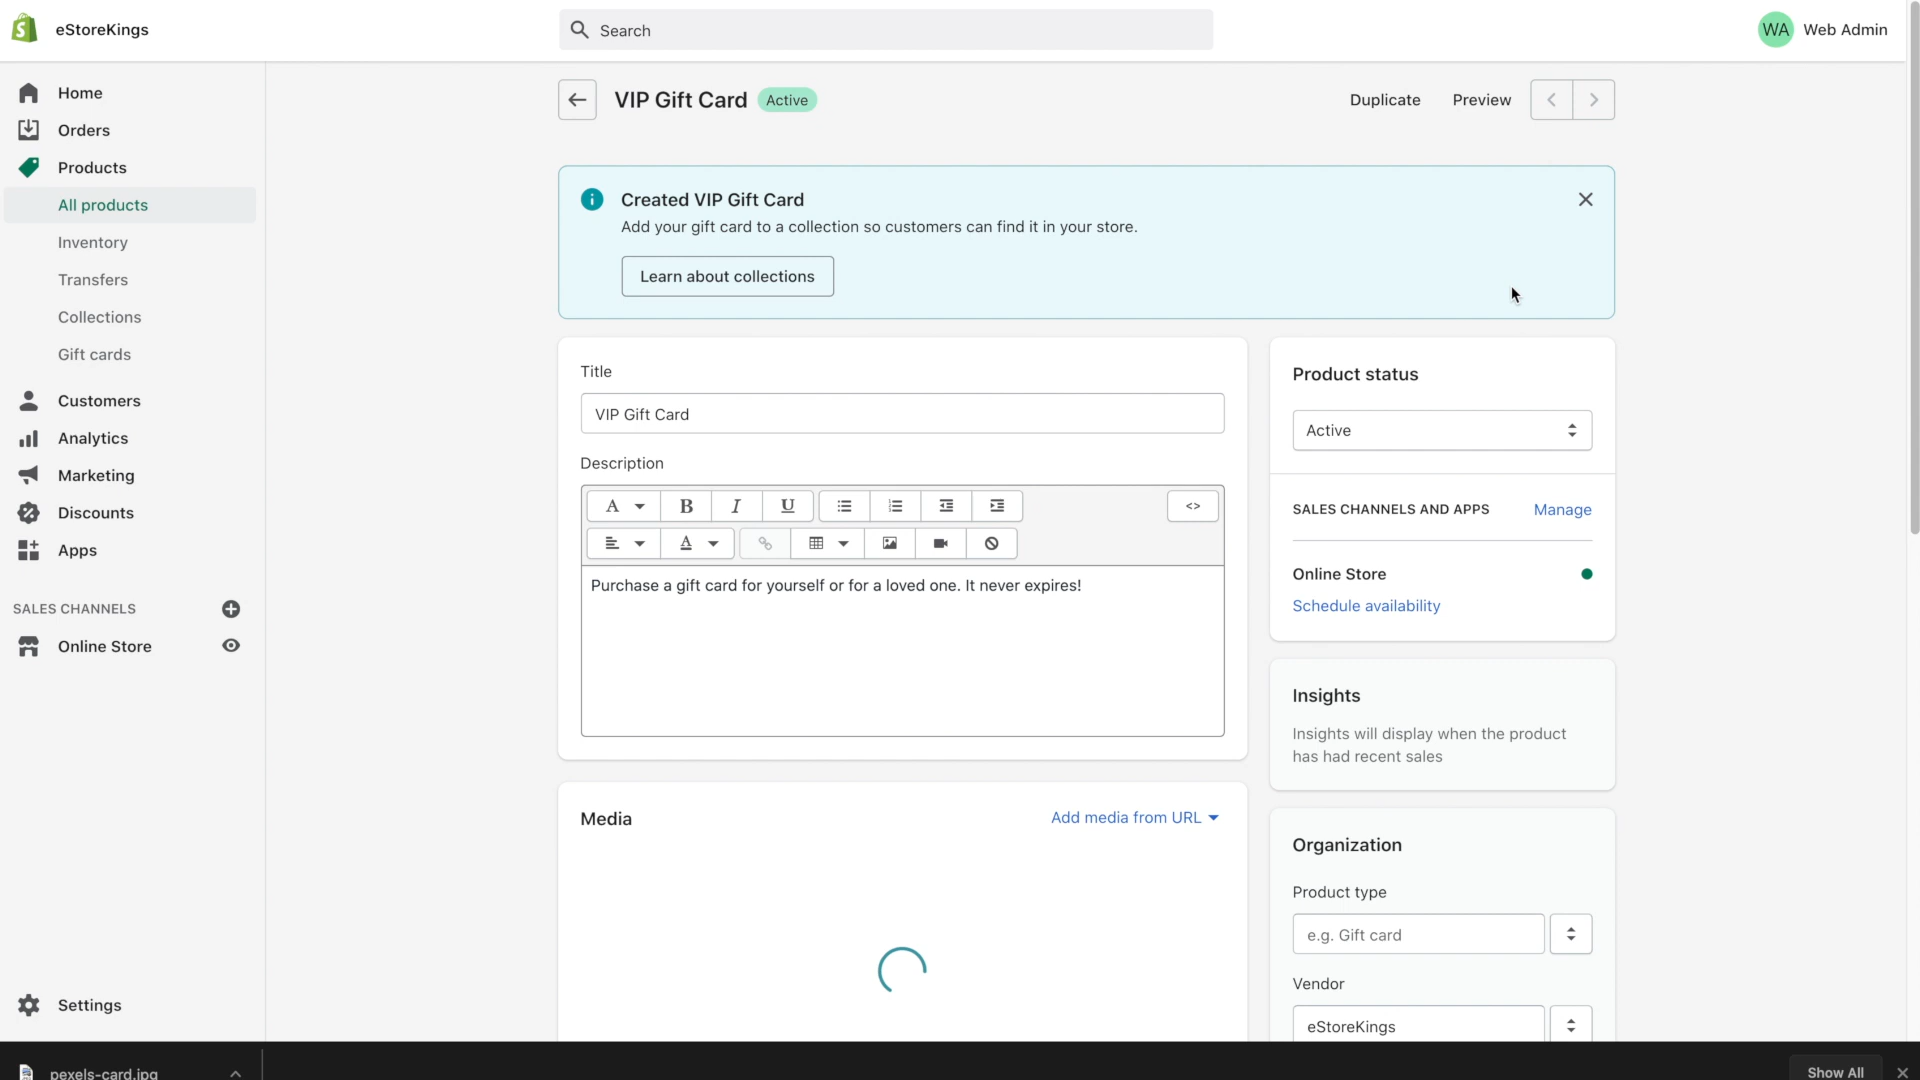 eStoreKings
Search
WA Web Admin
Home
Orders
Products
All products
Inventory
Transfers
Collections
Gift cards
Customers
Analytics
Marketing
Discounts
Apps
SALES CHANNELS
Online Store
Settings
VIP Gift Card Active
Duplicate Preview
Created VIP Gift Card
Add your gift card to a collection so customers can find it in your store.
Learn about collections
Title
VIP Gift Card
Description
A B I U <>
A
Purchase a gift card for yourself or for a loved one. It never expires!
Media Add media from URL
Product status
Active
SALES CHANNELS AND APPS Manage
Online Store
Schedule availability
Insights
Insights will display when the product
has had recent sales
Organization
Product type
e.g. Gift card
Vendor
eStoreKings
pexels-card.jpg
Show All